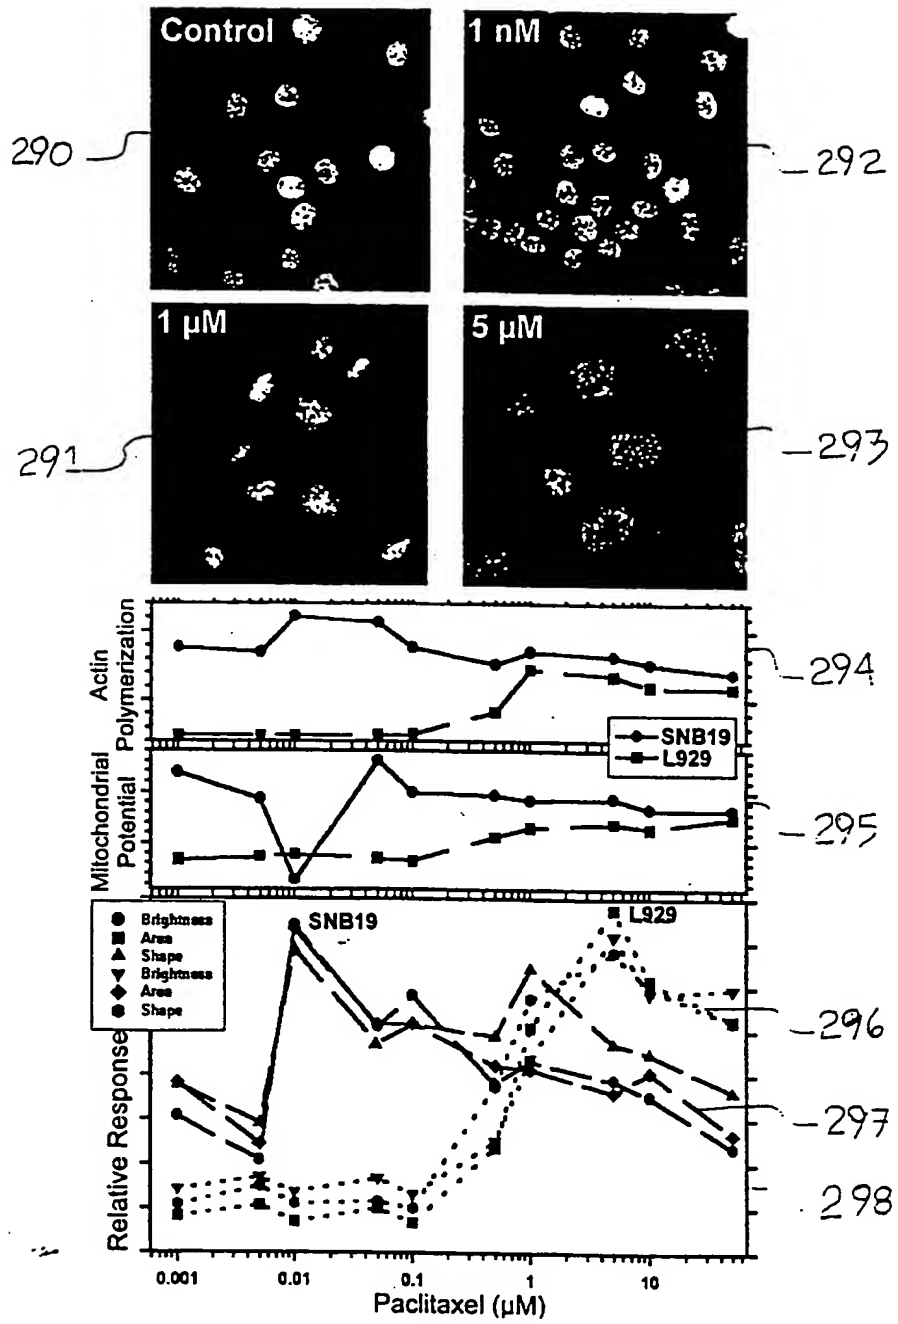 Control
1 nM
290
292
1 µM
5 µM
291
293
Actin
Polymerization
294
SNB19
L929
Mitochondrial
Potential
295
Brightness
Area
Shape
Brightness
Area
Shape
SNB19
L929
296
297
298
Relative Response
0.001
0.01
0.1
1
10
Paclitaxel (µM)